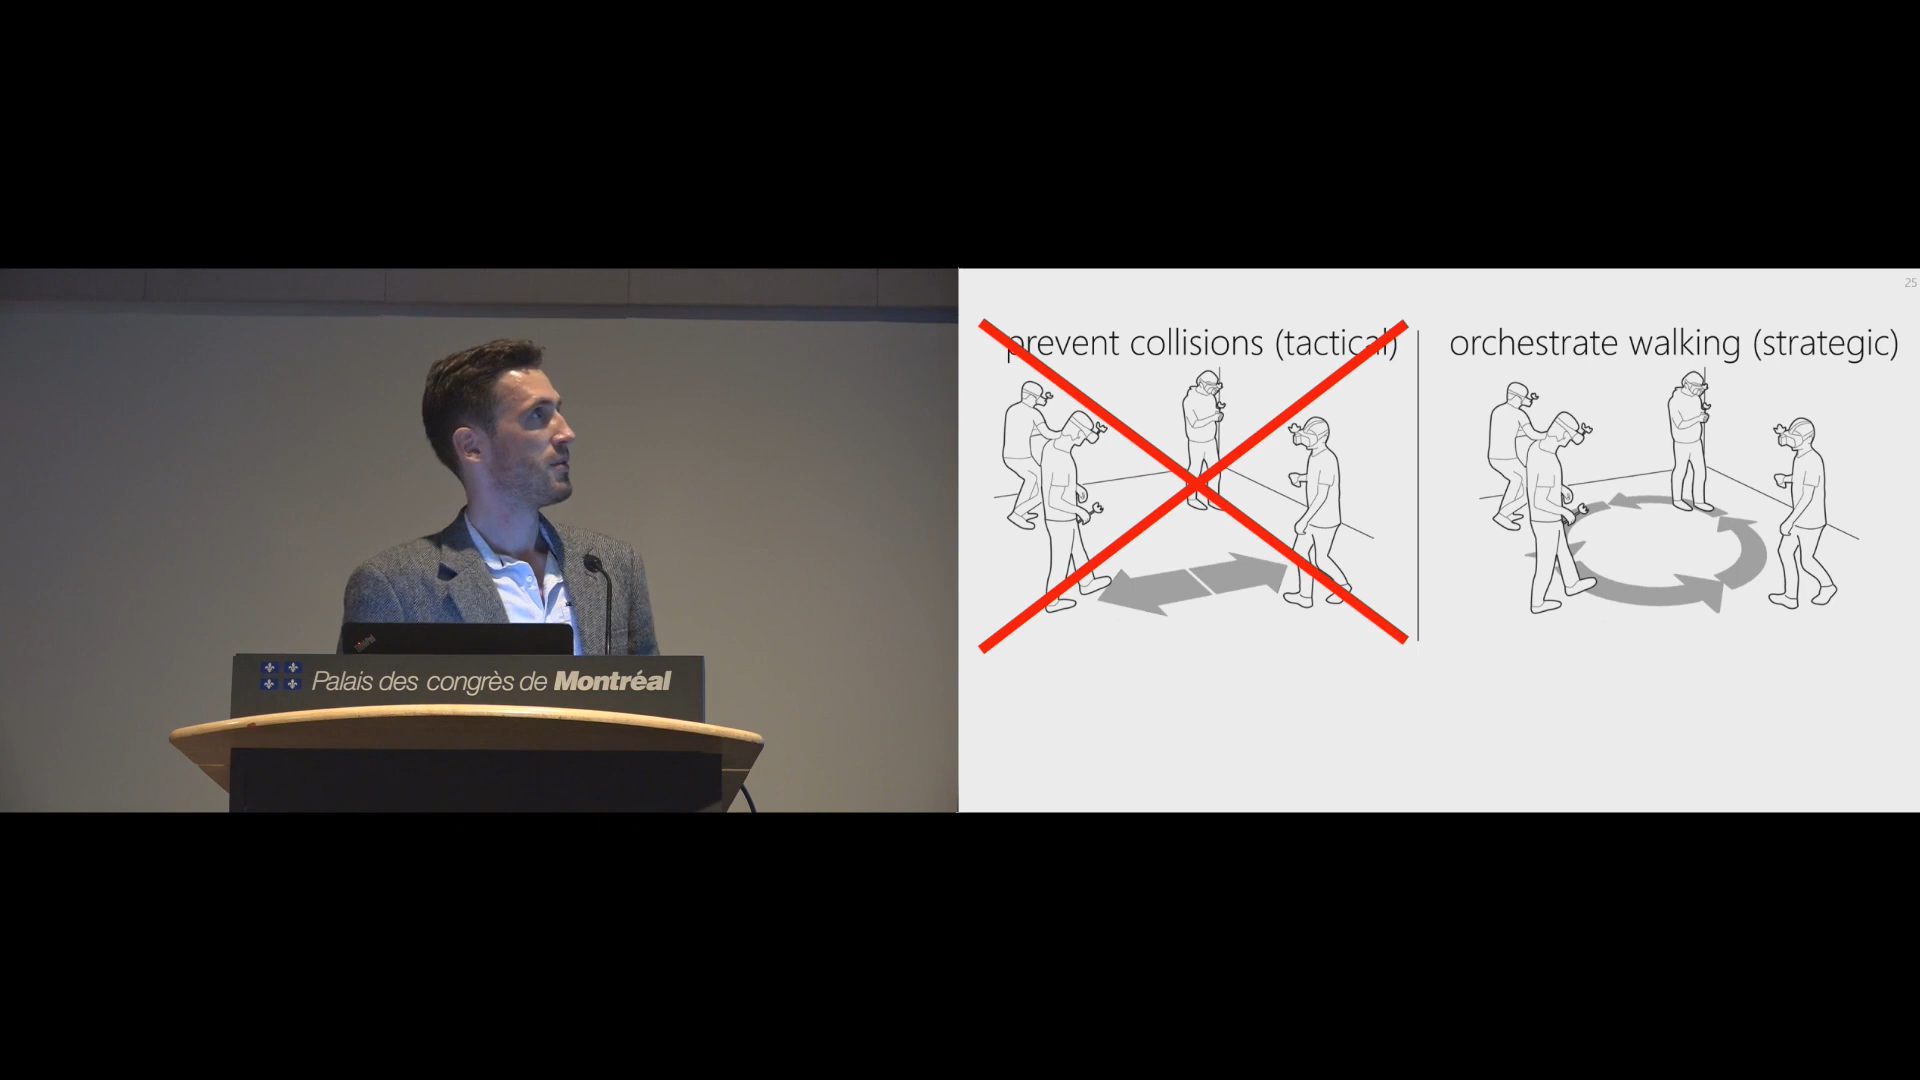 Palais des congrès de Montréal
25
prevent collisions (tactical)
orchestrate walking (strategic)